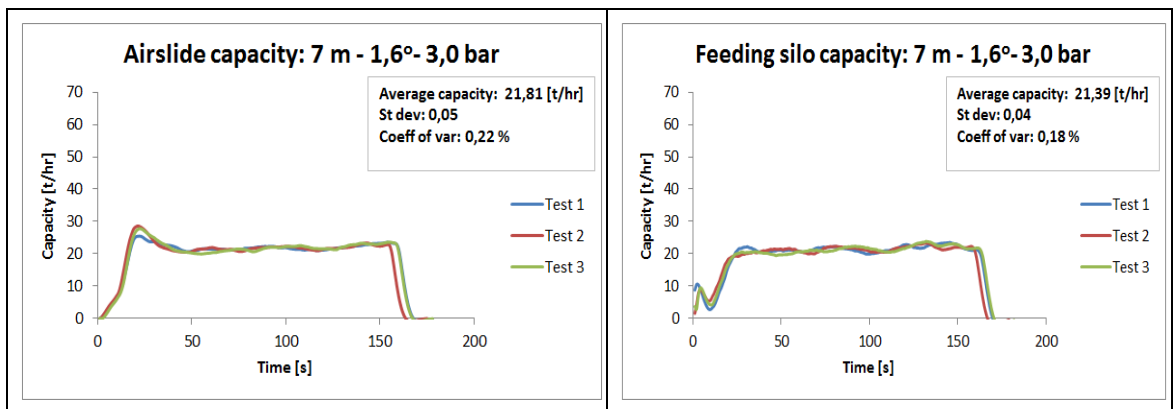 Airslide capacity: 7 m - 1,6º- 3,0 bar
Average capacity: 21,81 [t/hr]
St dev: 0,05
Coeff of var: 0,22 %
Capacity [t/hr]
70
60
50
40
30
20
10
0
0 50 100 150 200
Time [s]
Test 1
Test 2
Test 3
Feeding silo capacity: 7 m - 1,6º- 3,0 bar
Average capacity: 21,39 [t/hr]
St dev: 0,04
Coeff of var: 0,18 %
Capacity [t/hr]
70
60
50
40
30
20
10
0
0 50 100 150 200
Time [s]
Test 1
Test 2
Test 3